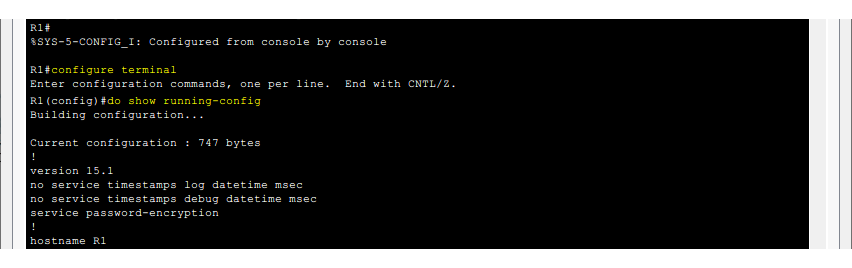 R1#
%SYS-5-CONFIG_I: Configured from console by console
R1#configure terminal
Enter configuration commands, one per line.  End with CNTL/Z.
R1(config)#do show running-config
Building configuration...
Current configuration : 747 bytes
!
version 15.1
no service timestamps log datetime msec
no service timestamps debug datetime msec
service password-encryption
!
hostname R1